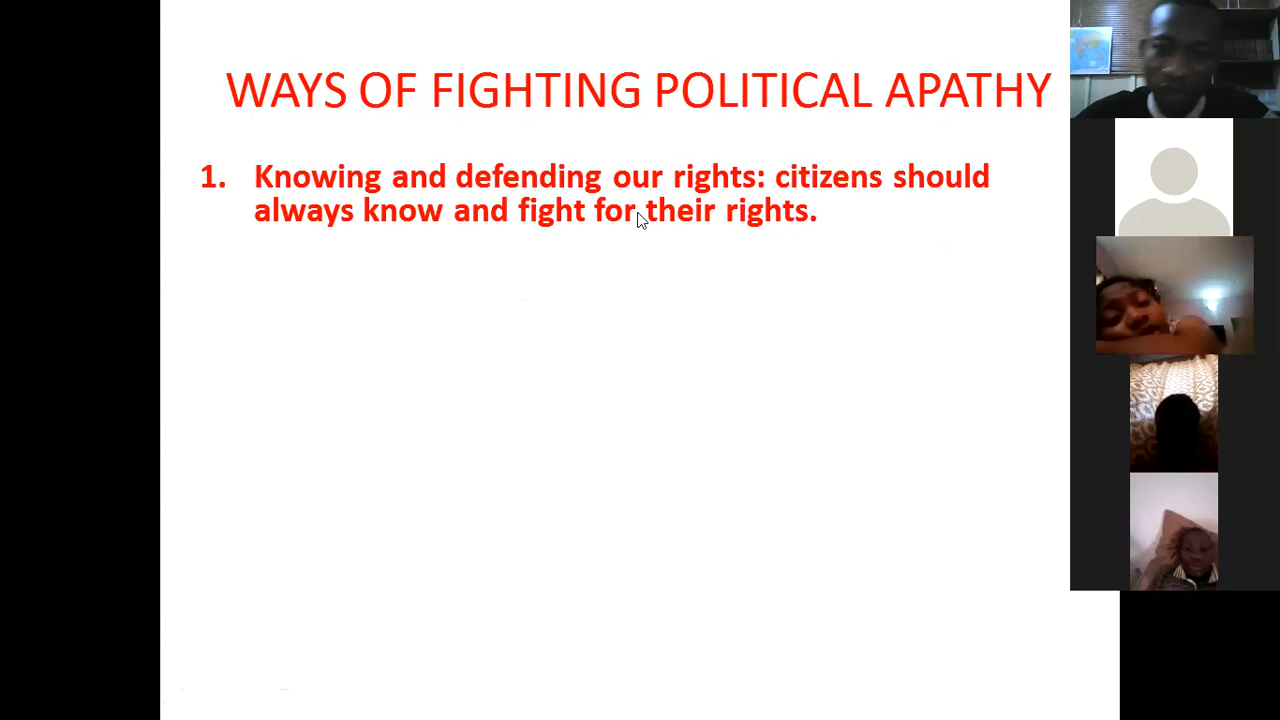 WAYS OF FIGHTING POLITICAL APATHY
1. Knowing and defending our rights: citizens should
always know and fight for their rights.